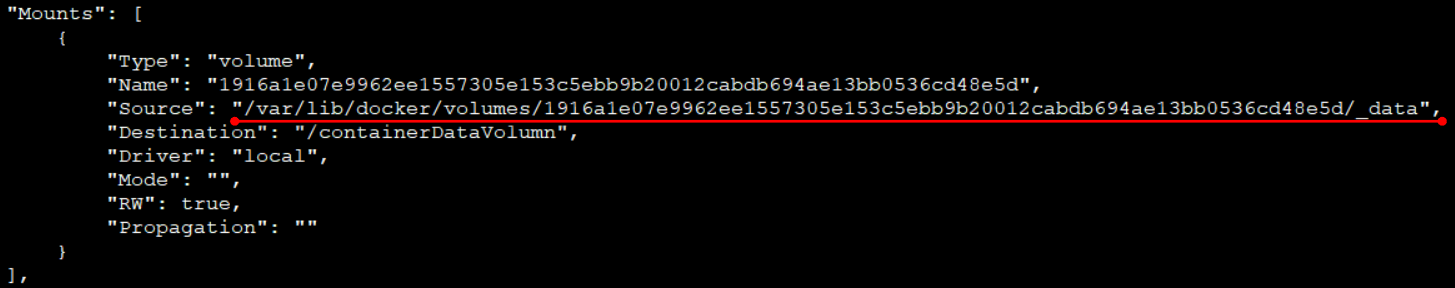 "Mounts": [
{
"Type": "volume",
"Name": "1916a1e07e9962ee1557305e153c5ebb9b20012cabdb694ae13bb0536cd48e5d",
"Source": "/var/lib/docker/volumes/1916a1e07e9962ee1557305e153c5ebb9b20012cabdb694ae13bb0536cd48e5d/_data",
"Destination": "/containerDataVolumn",
"Driver": "local",
"Mode": "",
"RW": true,
"Propagation": ""
}
],